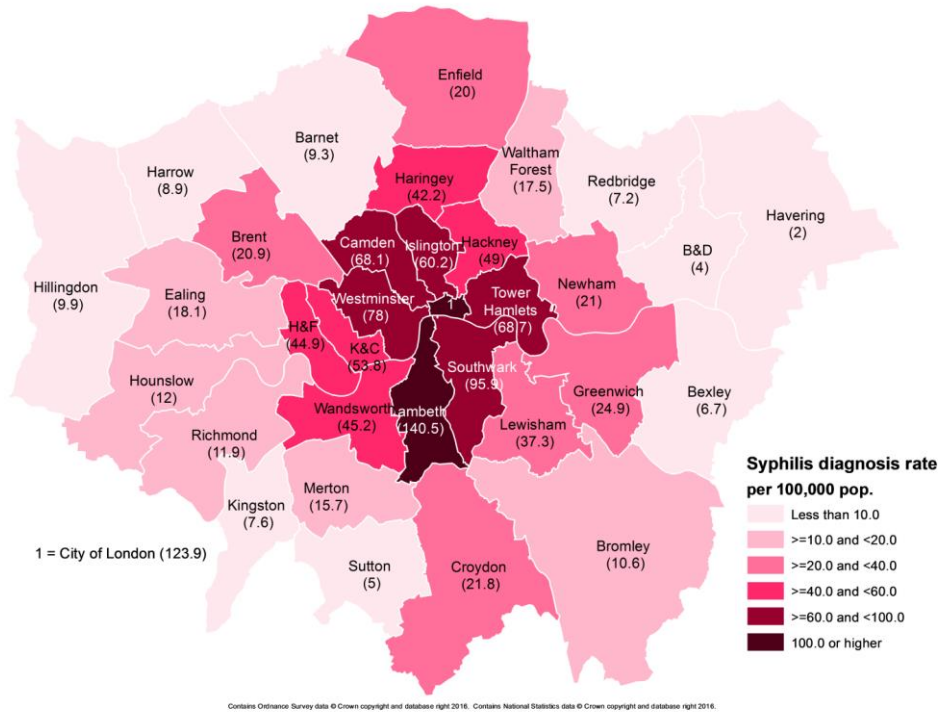 Enfield
(20)
Barnet
(9.3)
Harrow
(8.9)
Haringey
(42.2)
Waltham
Forest
(17.5)
Redbridge
(7.2)
Havering
(2)
Brent
(20.9)
Camden
(68.1)
Islington
(60.2)
Hackney
(49)
B&D
(4)
Hillingdon
(9.9)
Ealing
(18.1)
Westminster
(78)
1
Tower
Hamlets
(68.7)
Newham
(21)
H&F
(44.9)
K&C
(53.8)
Hounslow
(12)
Southwark
(95.9)
Greenwich
(24.9)
Bexley
(6.7)
Wandsworth
(45.2)
Lambeth
(140.5)
Lewisham
(37.3)
Richmond
(11.9)
Kingston
(7.6)
Merton
(15.7)
1 = City of London (123.9)
Sutton
(5)
Croydon
(21.8)
Bromley
(10.6)
Syphilis diagnosis rate
per 100,000 pop.
Less than 10.0
>=10.0 and <20.0
>=20.0 and <40.0
>=40.0 and <60.0
>=60.0 and <100.0
100.0 or higher
Contains Ordnance Survey data © Crown copyright and database right 2016. Contains National Statistics data © Crown copyright and database right 2016.